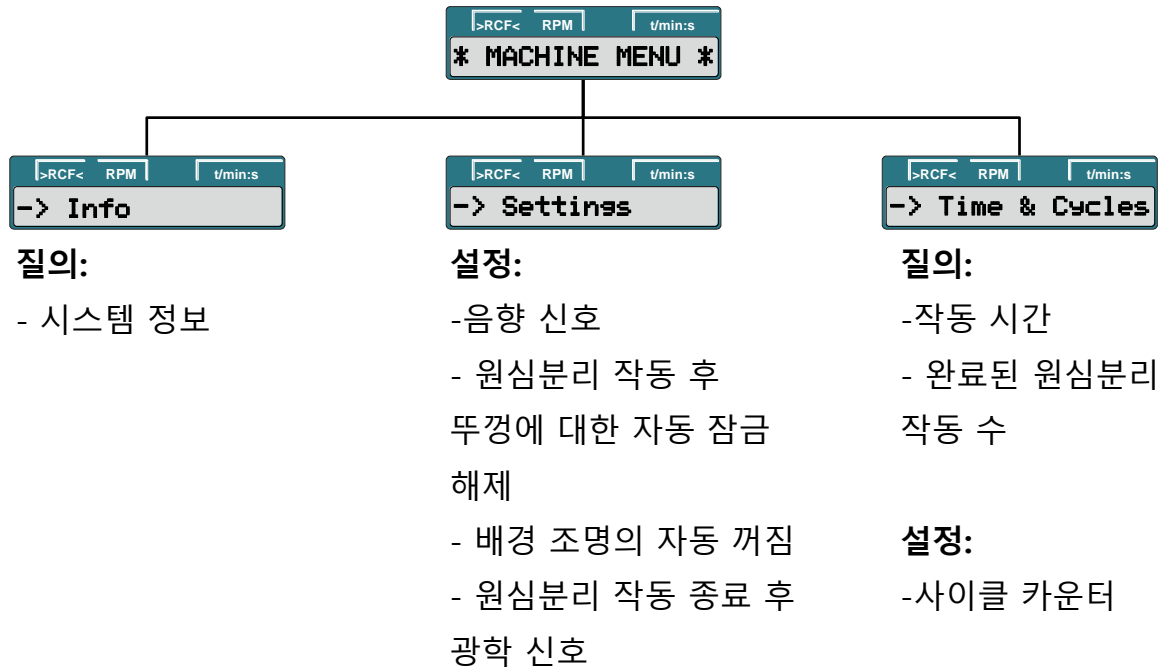 >RCF< RPM t/min:s
* MACHINE MENU *
>RCF< RPM t/min:s
-> Info
질의:
- 시스템 정보
>RCF< RPM t/min:s
-> Settings
설정:
-음향 신호
- 원심분리 작동 후
뚜껑에 대한 자동 잠금
해제
- 배경 조명의 자동 꺼짐
- 원심분리 작동 종료 후
광학 신호
>RCF< RPM t/min:s
-> Time & Cycles
질의:
-작동 시간
- 완료된 원심분리
작동 수
설정:
-사이클 카운터